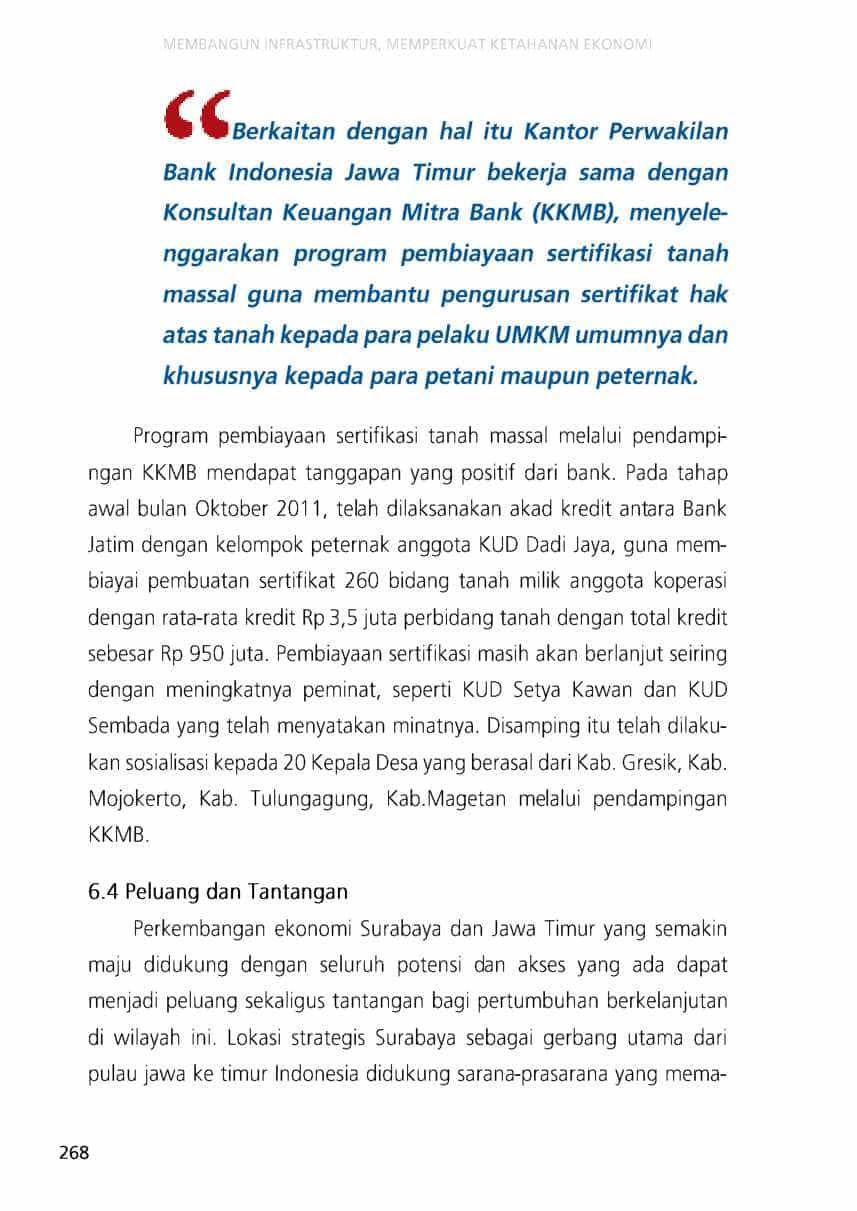 MEMBANGUN INFRASTRUKTUR, MEMPERKUAT KETAHANAN EKONOMI
“Berkaitan dengan hal itu Kantor Perwakilan
Bank Indonesia Jawa Timur bekerja sama dengan
Konsultan Keuangan Mitra Bank (KKMB), menyele-
nggarakan program pembiayaan sertifikasi tanah
massal guna membantu pengurusan sertifikat hak
atas tanah kepada para pelaku UMKM umumnya dan
khususnya kepada para petani maupun peternak.
Program pembiayaan sertifikasi tanah massal melalui pendampi-
ngan KKMB mendapat tanggapan yang positif dari bank. Pada tahap
awal bulan Oktober 2011, telah dilaksanakan akad kredit antara Bank
Jatim dengan kelompok peternak anggota KUD Dadi Jaya, guna mem-
biayai pembuatan sertifikat 260 bidang tanah milik anggota koperasi
dengan rata-rata kredit Rp 3,5 juta perbidang tanah dengan total kredit
sebesar Rp 950 juta. Pembiayaan sertifikasi masih akan berlanjut seiring
dengan meningkatnya peminat, seperti KUD Setya Kawan dan KUD
Sembada yang telah menyatakan minatnya. Disamping itu telah dilaku-
kan sosialisasi kepada 20 Kepala Desa yang berasal dari Kab. Gresik, Kab.
Mojokerto, Kab. Tulungagung, Kab.Magetan melalui pendampingan
KKMB.
6.4 Peluang dan Tantangan
Perkembangan ekonomi Surabaya dan Jawa Timur yang semakin
maju didukung dengan seluruh potensi dan akses yang ada dapat
menjadi peluang sekaligus tantangan bagi pertumbuhan berkelanjutan
di wilayah ini. Lokasi strategis Surabaya sebagai gerbang utama dari
pulau jawa ke timur Indonesia didukung sarana-prasarana yang mema-
268